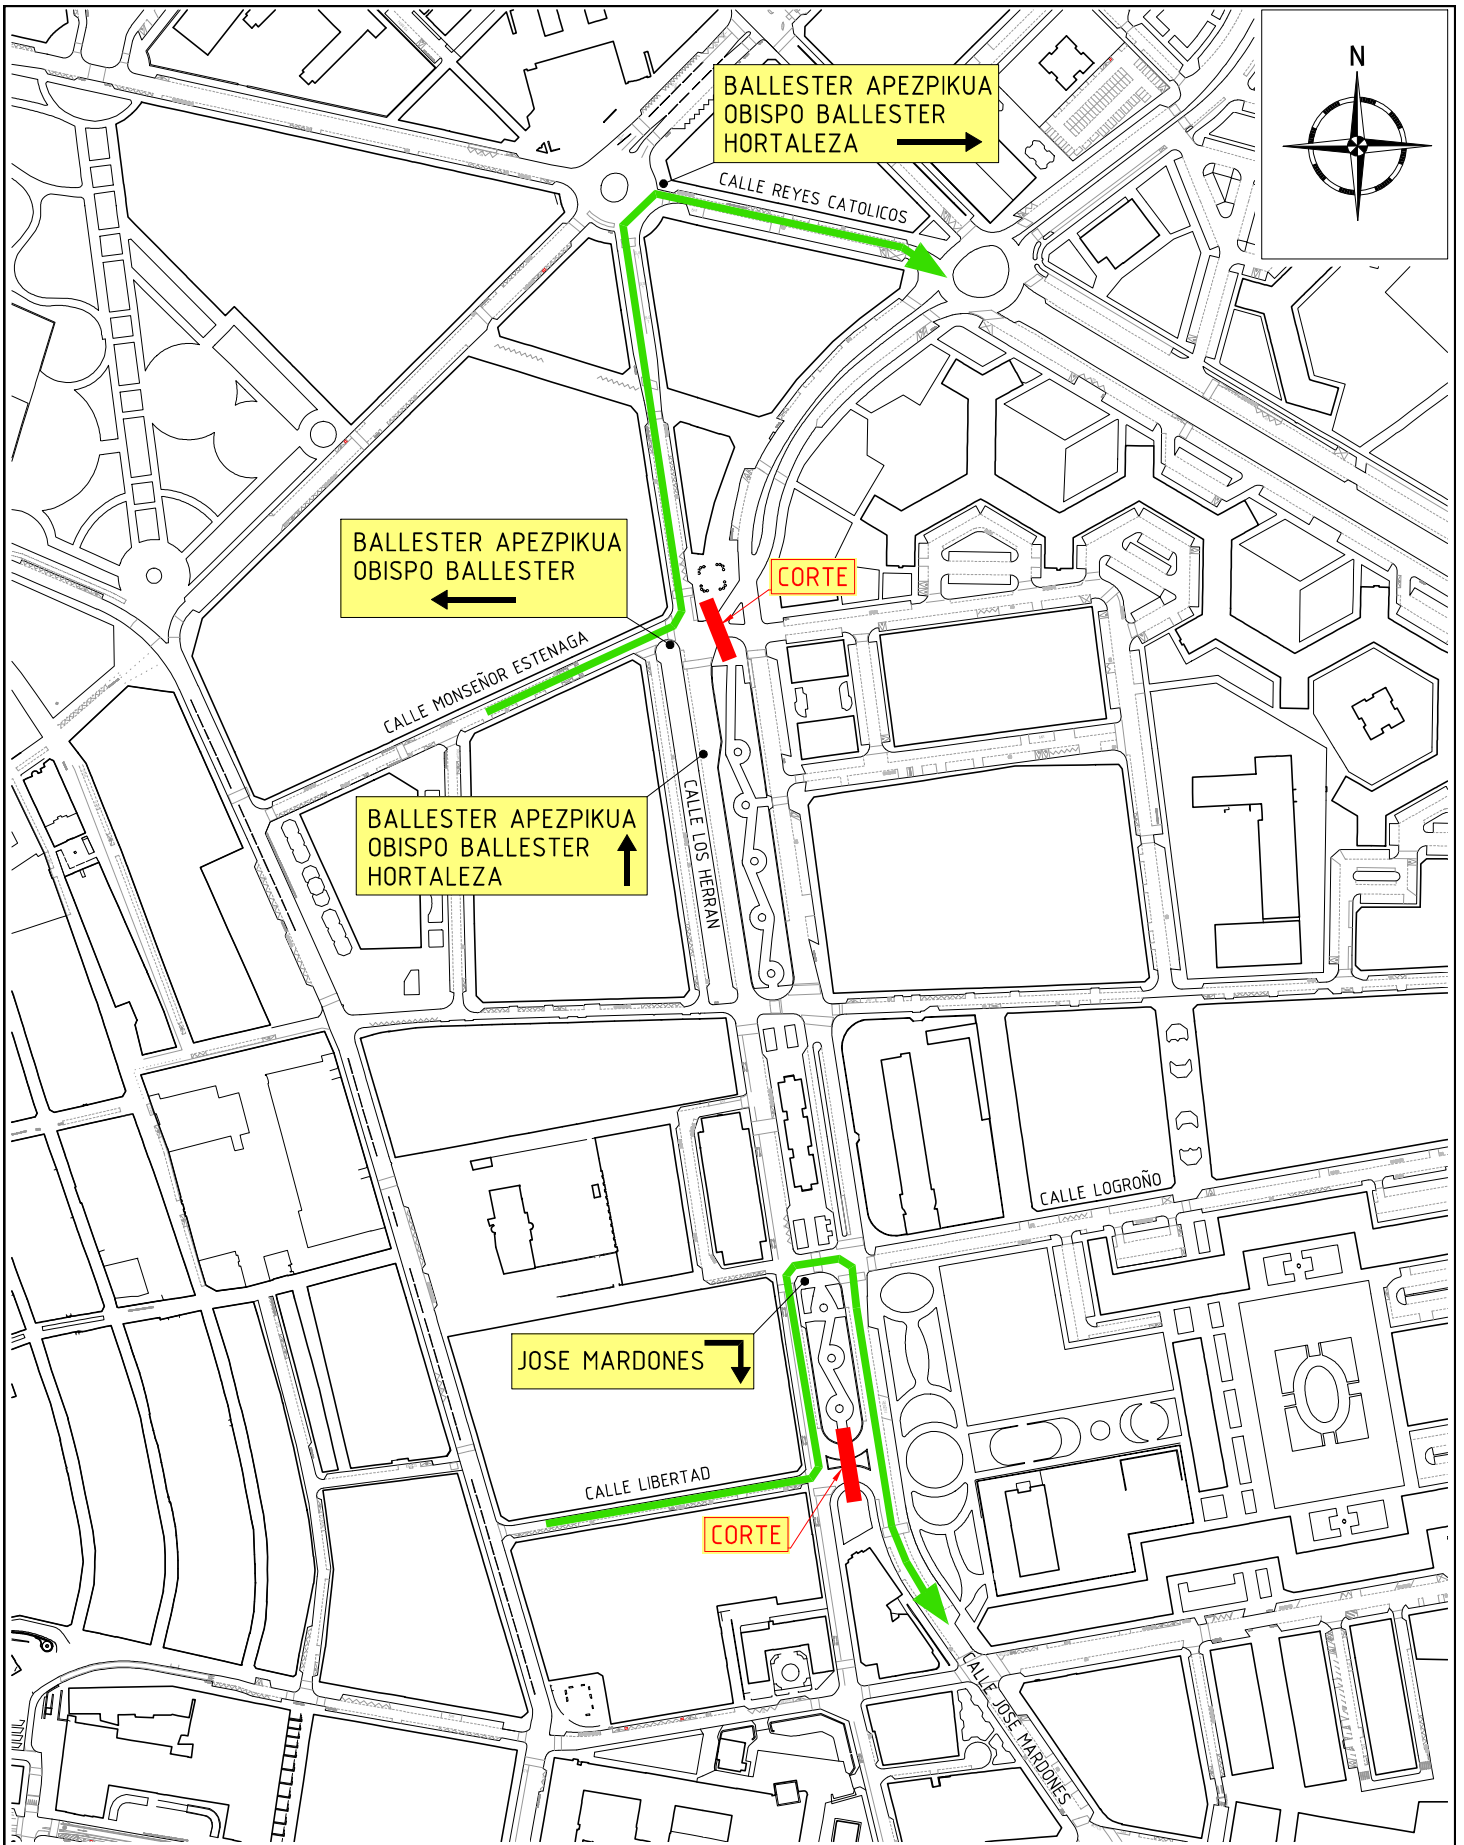 N
BALLESTER APEZPIKUA
OBISPO BALLESTER
HORTALEZA
CALLE REYES CATOLICOS
BALLESTER APEZPIKUA
OBISPO BALLESTER
CORTE
CALLE MONSEÑOR ESTENAGA
BALLESTER APEZPIKUA
OBISPO BALLESTER
HORTALEZA
CALLE LOS HERRAN
CALLE LOGROÑO
JOSE MARDONES
CALLE LIBERTAD
CORTE
CALLE JOSE MARDONES